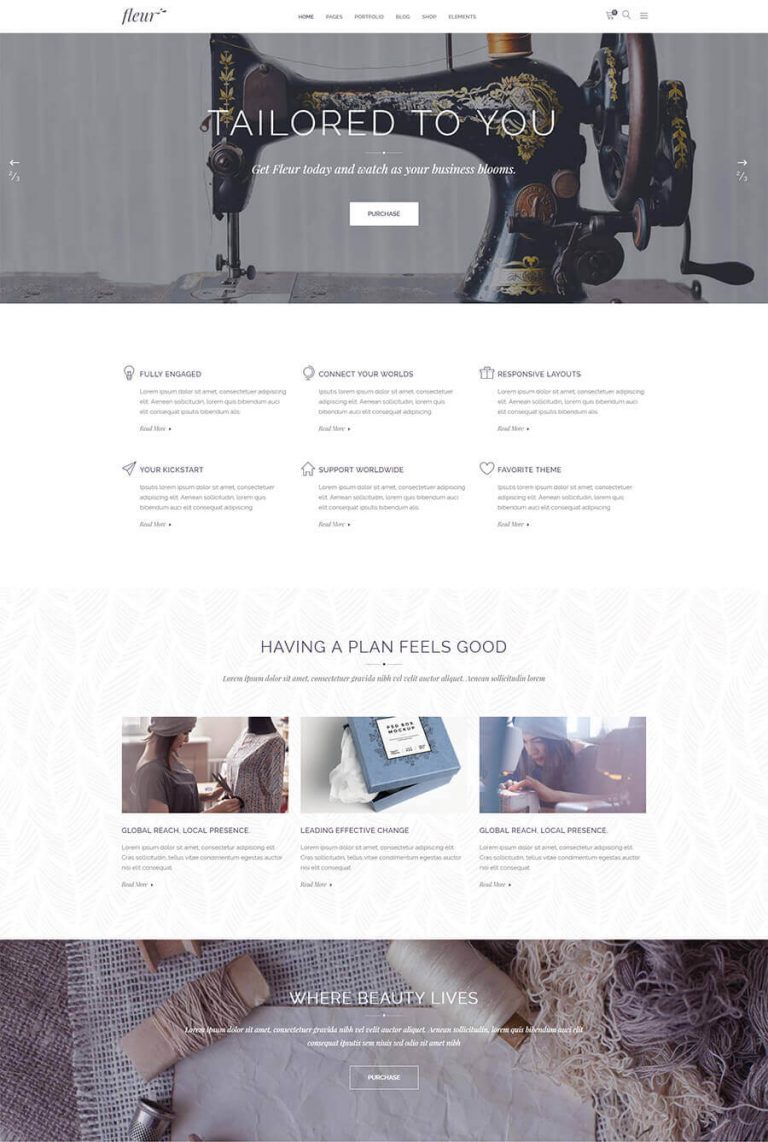 fleur
HOME PAGES PORTFOLIO BLOG SHOP ELEMENTS
0
TAILORED TO YOU
Get Fleur today and watch as your business blooms.
2/3
2/3
PURCHASE
FULLY ENGAGED
Lorem ipsum dolor sit amet, consectetuer adipiscing
elit. Aenean sollicitudin, lorem quis bibendum auci
elit consequat ipsutis bibendum alis.
Read More
CONNECT YOUR WORLDS
Ipsutis lorem ipsum dolor sit amet, consectetuer
adipiscing elit. Aenean sollicitudin, lorem quis
bibendum auci elit consequat adipiscing.
Read More
RESPONSIVE LAYOUTS
Lorem ipsum dolor sit amet, consectetuer adipiscing
elit. Aenean sollicitudin, lorem quis bibendum auci
elit consequat ipsutis bibendum.
Read More
YOUR KICKSTART
Ipsutis lorem ipsum dolor sit amet, consectetuer
adipiscing elit. Aenean sollicitudin, lorem quis
bibendum auci elit consequat adipiscing.
Read More
SUPPORT WORLDWIDE
Lorem ipsum dolor sit amet, consectetuer adipiscing
elit. Aenean sollicitudin, lorem quis bibendum auci
elit consequat ipsutis bibendum.
Read More
FAVORITE THEME
Ipsutis lorem ipsum dolor sit amet, consectetuer
adipiscing elit. Aenean sollicitudin, lorem quis
bibendum auci elit consequat adipiscing.
Read More
HAVING A PLAN FEELS GOOD
Lorem ipsum dolor sit amet, consectetuer gravida nibh vel velit auctor aliquet. Aenean sollicitudin lorem
PSD BOX
MOCKUP
GLOBAL REACH, LOCAL PRESENCE.
Lorem ipsum dolor sit amet, consectetuer adipiscing elit.
Cras sollicitudin, tellus vitae condimentum egestas auctor
nisi sed consequat.
Read More
LEADING EFFECTIVE CHANGE
Lorem ipsum dolor sit amet, consectetuer adipiscing elit.
Cras sollicitudin, tellus vitae condimentum egestas auctor
nisi elit consequat.
Read More
GLOBAL REACH, LOCAL PRESENCE.
Lorem ipsum dolor sit amet, consectetuer adipiscing elit.
Cras sollicitudin, tellus vitae condimentum egestas auctor
nisi elit consequat.
Read More
WHERE BEAUTY LIVES
Lorem ipsum dolor sit amet, consectetuer gravida nibh vel velit auctor aliquet. Aenean sollicitudin, lorem quis bibendum auci elit
consequat ipsutis sem niuis sed odio sit amet nibh
PURCHASE